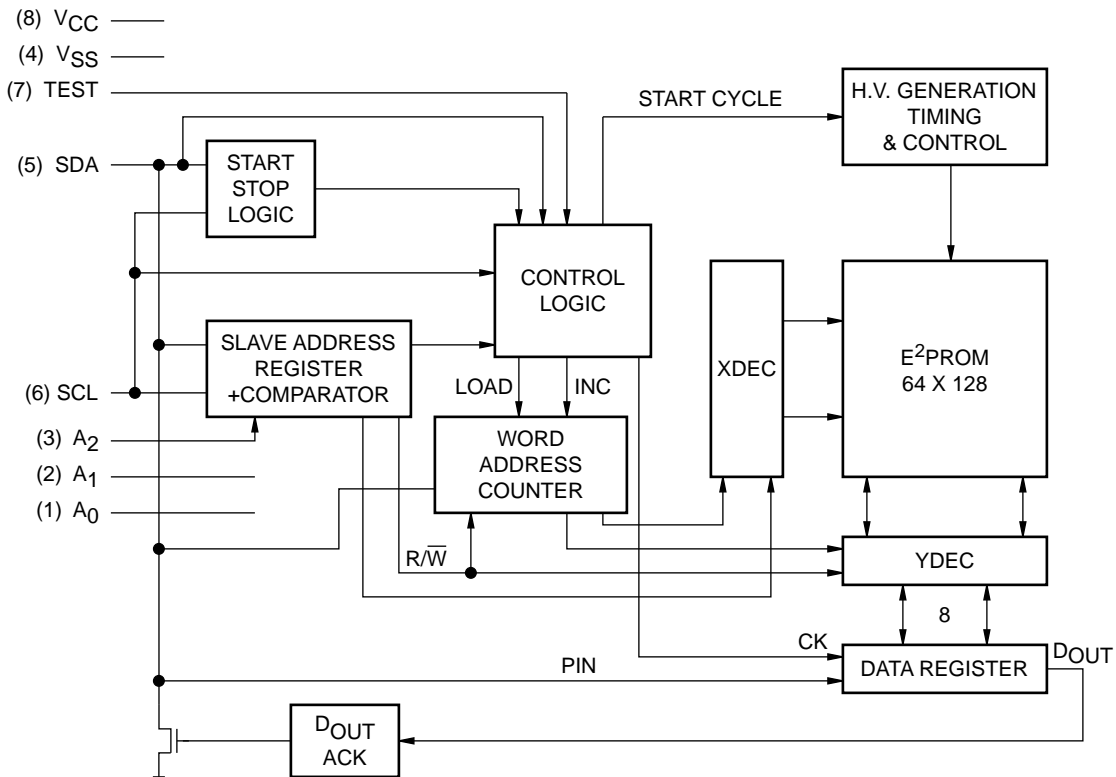 (8) VCC
(4) VSS
(7) TEST
START CYCLE
H.V. GENERATION
TIMING
& CONTROL
(5) SDA
START
STOP
LOGIC
CONTROL
LOGIC
SLAVE ADDRESS
REGISTER
+COMPARATOR
XDEC
E²PROM
64 X 128
(6) SCL
LOAD
INC
(3) A2
WORD
ADDRESS
COUNTER
(2) A1
(1) A0
R/W̅
YDEC
8
CK
DOUT
PIN
DATA REGISTER
DOUT
ACK